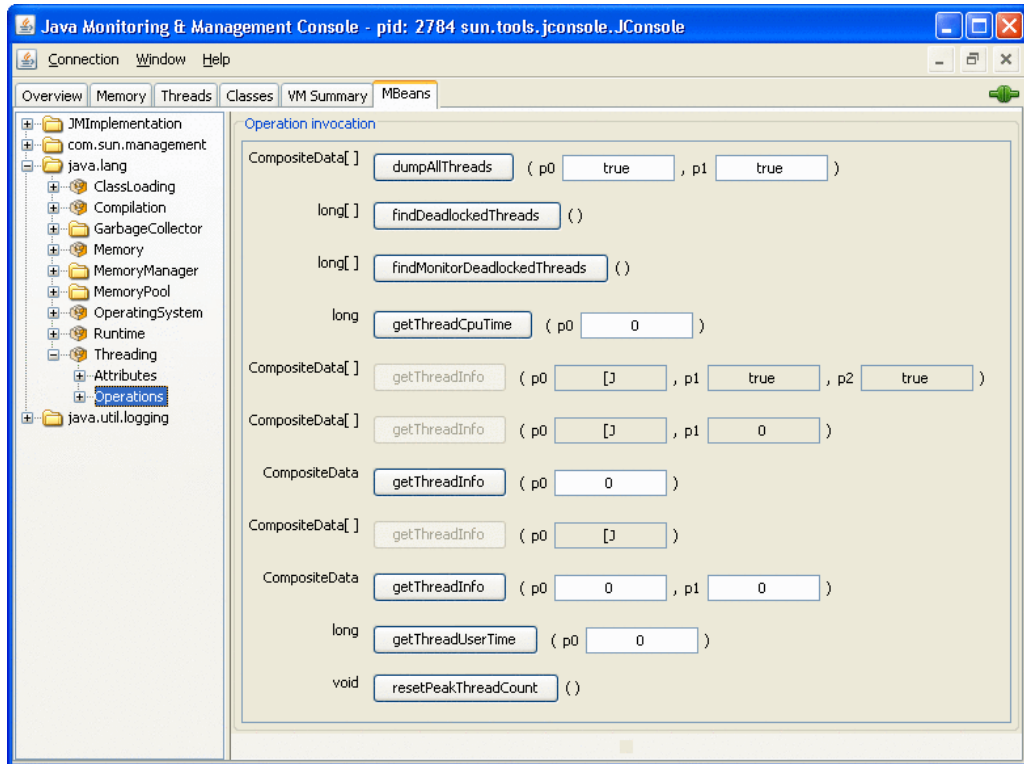 Java Monitoring & Management Console - pid: 2784 sun.tools.jconsole.JConsole
Connection Window Help
Overview Memory Threads Classes VM Summary MBeans
JMImplementation
com.sun.management
java.lang
ClassLoading
Compilation
GarbageCollector
Memory
MemoryManager
MemoryPool
OperatingSystem
Runtime
Threading
Attributes
Operations
java.util.logging
Operation invocation
CompositeData[ ] dumpAllThreads ( p0 true , p1 true )
long[ ] findDeadlockedThreads ()
long[ ] findMonitorDeadlockedThreads ()
long getThreadCpuTime ( p0 0 )
CompositeData[ ] getThreadInfo ( p0 [J , p1 true , p2 true )
CompositeData[ ] getThreadInfo ( p0 [J , p1 0 )
CompositeData getThreadInfo ( p0 0 )
CompositeData[ ] getThreadInfo ( p0 [J )
CompositeData getThreadInfo ( p0 0 , p1 0 )
long getThreadUserTime ( p0 0 )
void resetPeakThreadCount ()